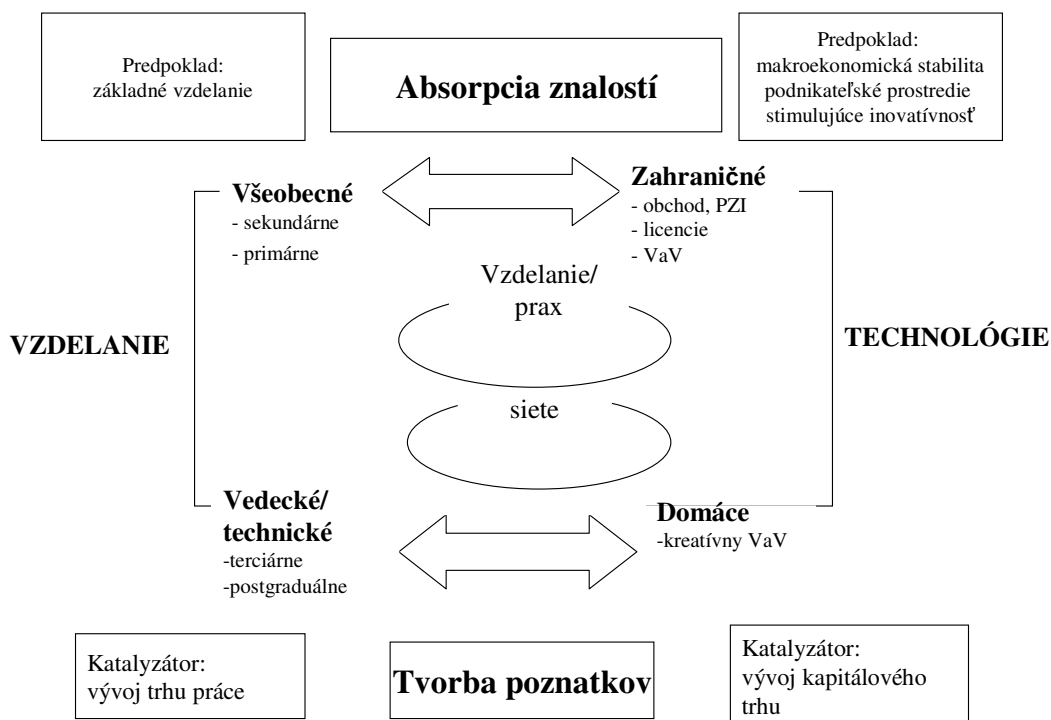 Predpoklad:
základné vzdelanie
Absorpcia znalostí
Predpoklad:
makroekonomická stabilita
podnikateľské prostredie
stimulujúce inovatívnosť
Všeobecné
- sekundárne
- primárne
Zahraničné
- obchod, PZI
- licencie
- VaV
Vzdelanie/
prax
VZDELANIE
TECHNOLÓGIE
siete
Vedecké/
technické
-terciárne
-postgraduálne
Domáce
-kreatívny VaV
Katalyzátor:
vývoj trhu práce
Tvorba poznatkov
Katalyzátor:
vývoj kapitálového
trhu